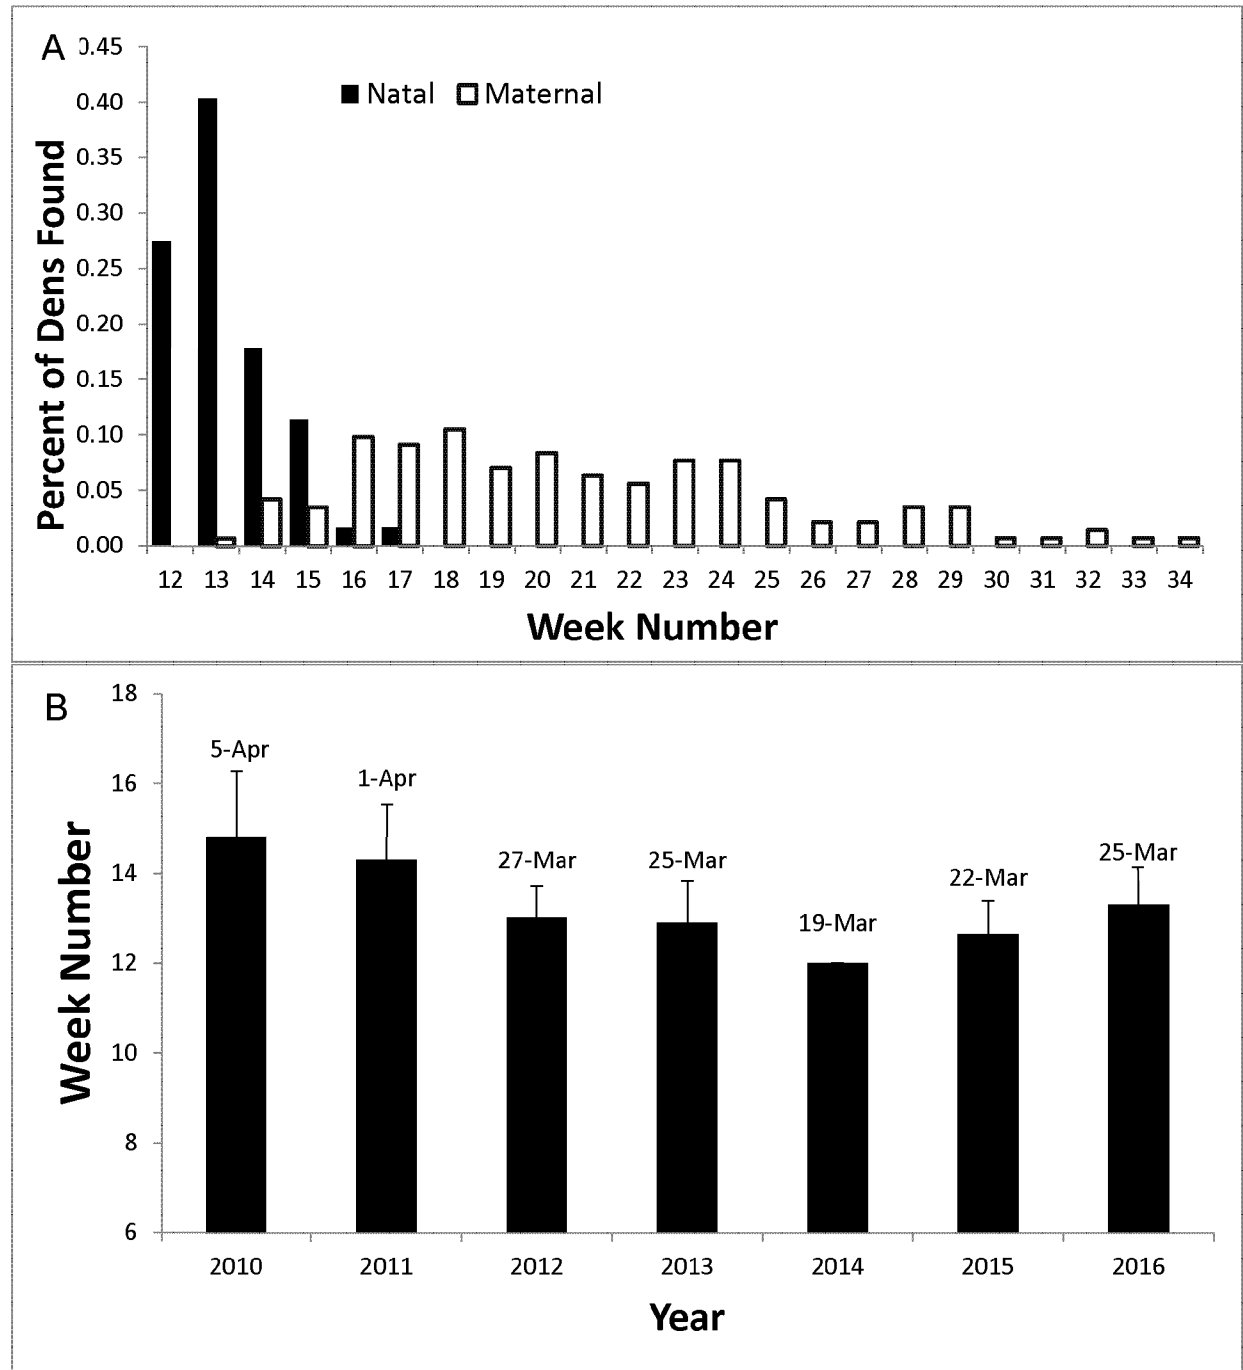 A
0.45
0.40
0.35
0.30
0.25
0.20
0.15
0.10
0.05
0.00
Percent of Dens Found
Natal Maternal
12 13 14 15 16 17 18 19 20 21 22 23 24 25 26 27 28 29 30 31 32 33 34
Week Number
B
18
16
14
12
10
8
6
Week Number
5-Apr
1-Apr
27-Mar
25-Mar
19-Mar
22-Mar
25-Mar
2010 2011 2012 2013 2014 2015 2016
Year